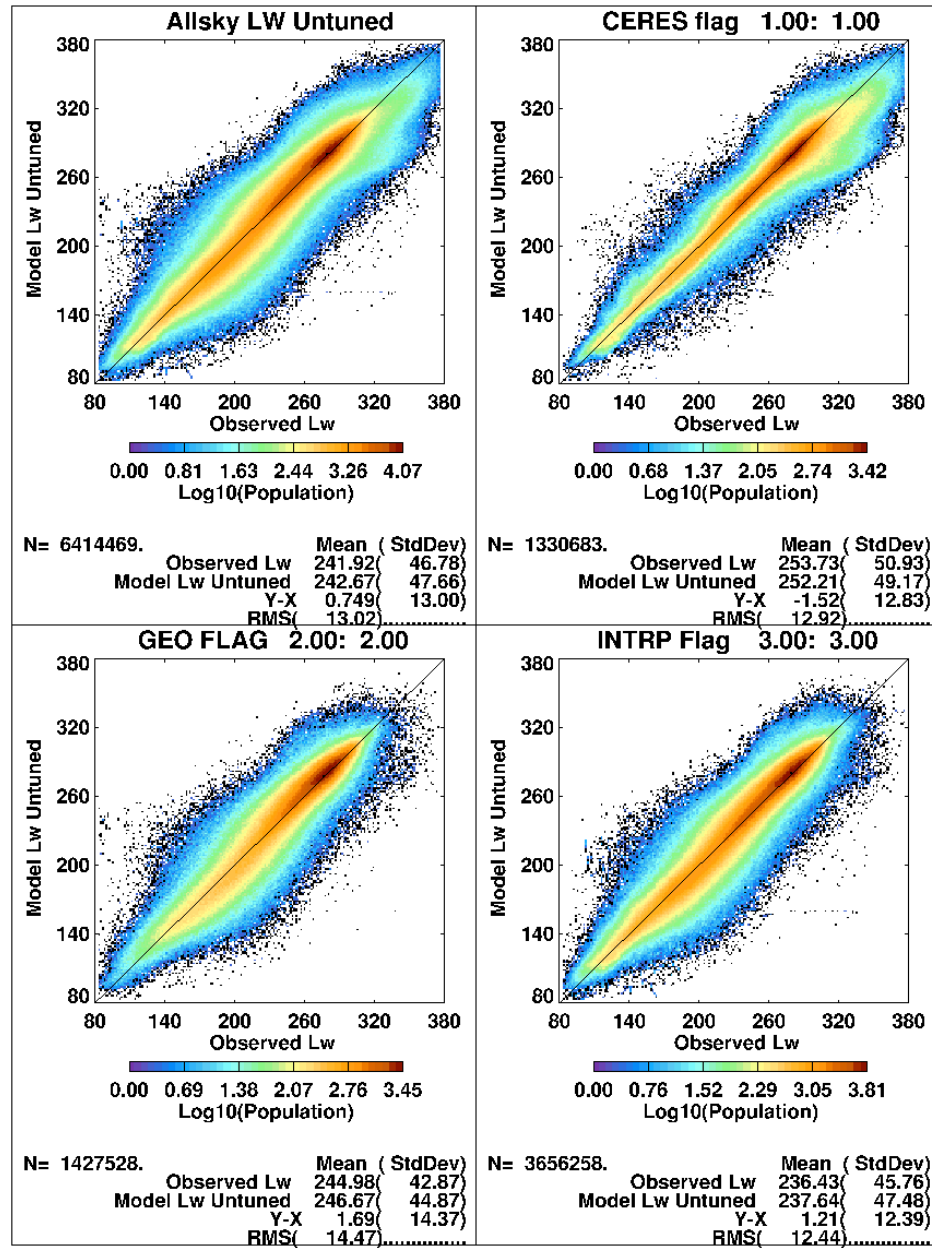 Allsky LW Untuned
380
320
260
200
140
80
Model Lw Untuned
80 140 200 260 320 380
Observed Lw
0.00 0.81 1.63 2.44 3.26 4.07
Log10(Population)
N= 6414469. Mean ( StdDev)
Observed Lw 241.92( 46.78)
Model Lw Untuned 242.67( 47.66)
Y-X 0.749( 13.00)
RMS( 13.02)...............
CERES flag 1.00: 1.00
380
320
260
200
140
80
Model Lw Untuned
80 140 200 260 320 380
Observed Lw
0.00 0.68 1.37 2.05 2.74 3.42
Log10(Population)
N= 1330683. Mean ( StdDev)
Observed Lw 253.73( 50.93)
Model Lw Untuned 252.21( 49.17)
Y-X -1.52( 12.83)
RMS( 12.92)...............
GEO FLAG 2.00: 2.00
380
320
260
200
140
80
Model Lw Untuned
80 140 200 260 320 380
Observed Lw
0.00 0.69 1.38 2.07 2.76 3.45
Log10(Population)
N= 1427528. Mean ( StdDev)
Observed Lw 244.98( 42.87)
Model Lw Untuned 246.67( 44.87)
Y-X 1.69( 14.37)
RMS( 14.47)...............
INTRP Flag 3.00: 3.00
380
320
260
200
140
80
Model Lw Untuned
80 140 200 260 320 380
Observed Lw
0.00 0.76 1.52 2.29 3.05 3.81
Log10(Population)
N= 3656258. Mean ( StdDev)
Observed Lw 236.43( 45.76)
Model Lw Untuned 237.64( 47.48)
Y-X 1.21( 12.39)
RMS( 12.44)...............